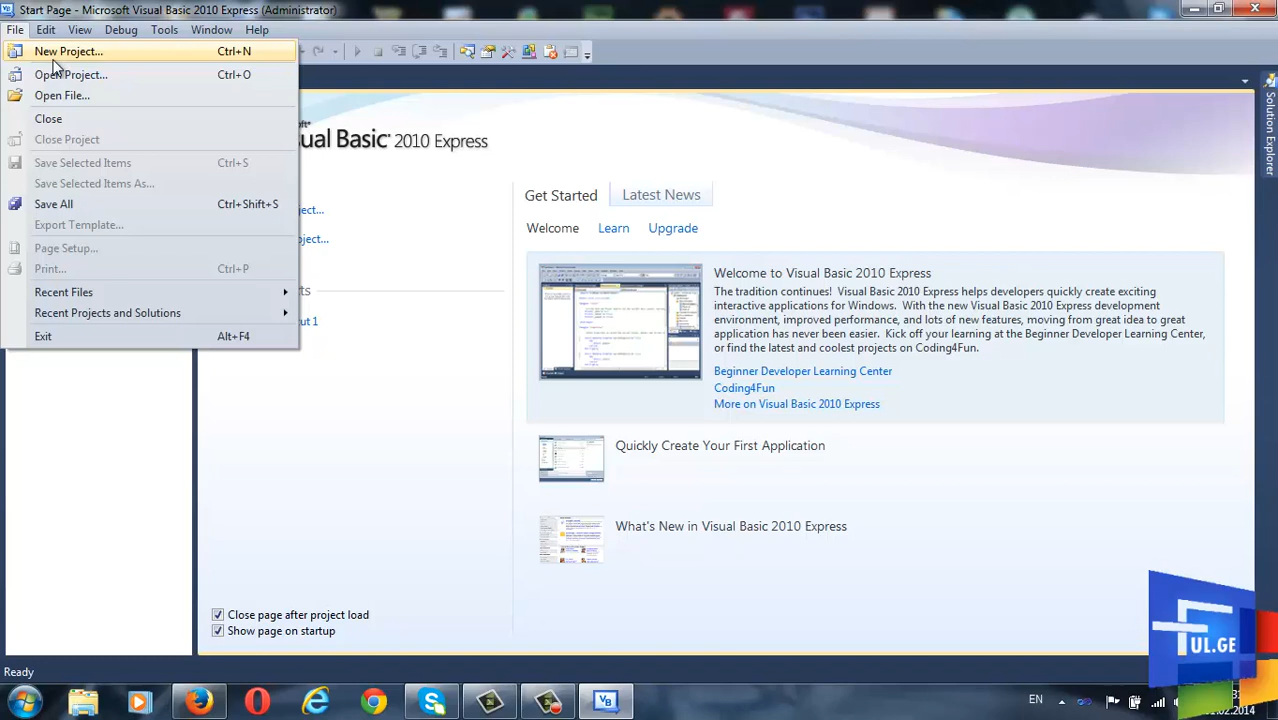 Start Page - Microsoft Visual Basic 2010 Express (Administrator)
File Edit View Debug Tools Window Help
New Project... Ctrl+N
Open Project... Ctrl+O
Open File...
Close
Close Project
Save Selected Items Ctrl+S
Save Selected Items As...
Save All Ctrl+Shift+S
Export Template...
Page Setup...
Print... Ctrl+P
Recent Files
Recent Projects and Solutions
Alt+F4
Solution Explorer
2010 Express
Get Started Latest News
Welcome Learn Upgrade
Welcome to Visual Basic 2010 Express
The tradition continues! Visual Basic 2010 Express helps developers quickly create exciting
interactive applications for Windows. With the new Visual Basic 2010 Express development
environment, improved performance, and lots of new features, moving from a great idea to great
application has never been easier. Kick off your learning at the Beginner Developer Learning Center,
or find the latest and coolest projects on Coding4Fun.
Beginner Developer Learning Center
Coding4Fun
More on Visual Basic 2010 Express
Quickly Create Your First Application
What's New in Visual Basic 2010 Express
Close page after project load
Show page on startup
Ready
EN
UL.GE
.02.2014